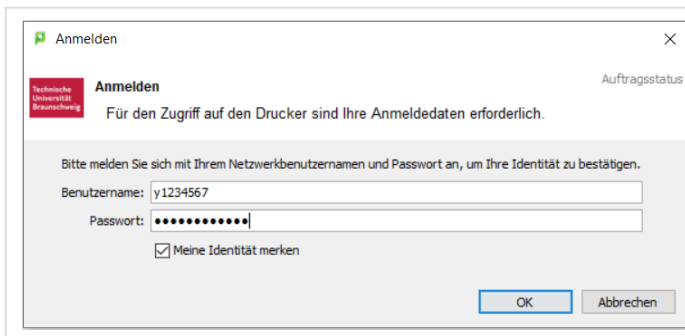 Anmelden
Technische
Universität
Braunschweig
Anmelden
Auftragsstatus
Für den Zugriff auf den Drucker sind Ihre Anmeldedaten erforderlich.
Bitte melden Sie sich mit Ihrem Netzwerkbenutzernamen und Passwort an, um Ihre Identität zu bestätigen.
Benutzername: y1234567
Passwort: ••••••••••••
Meine Identität merken
OK Abbrechen